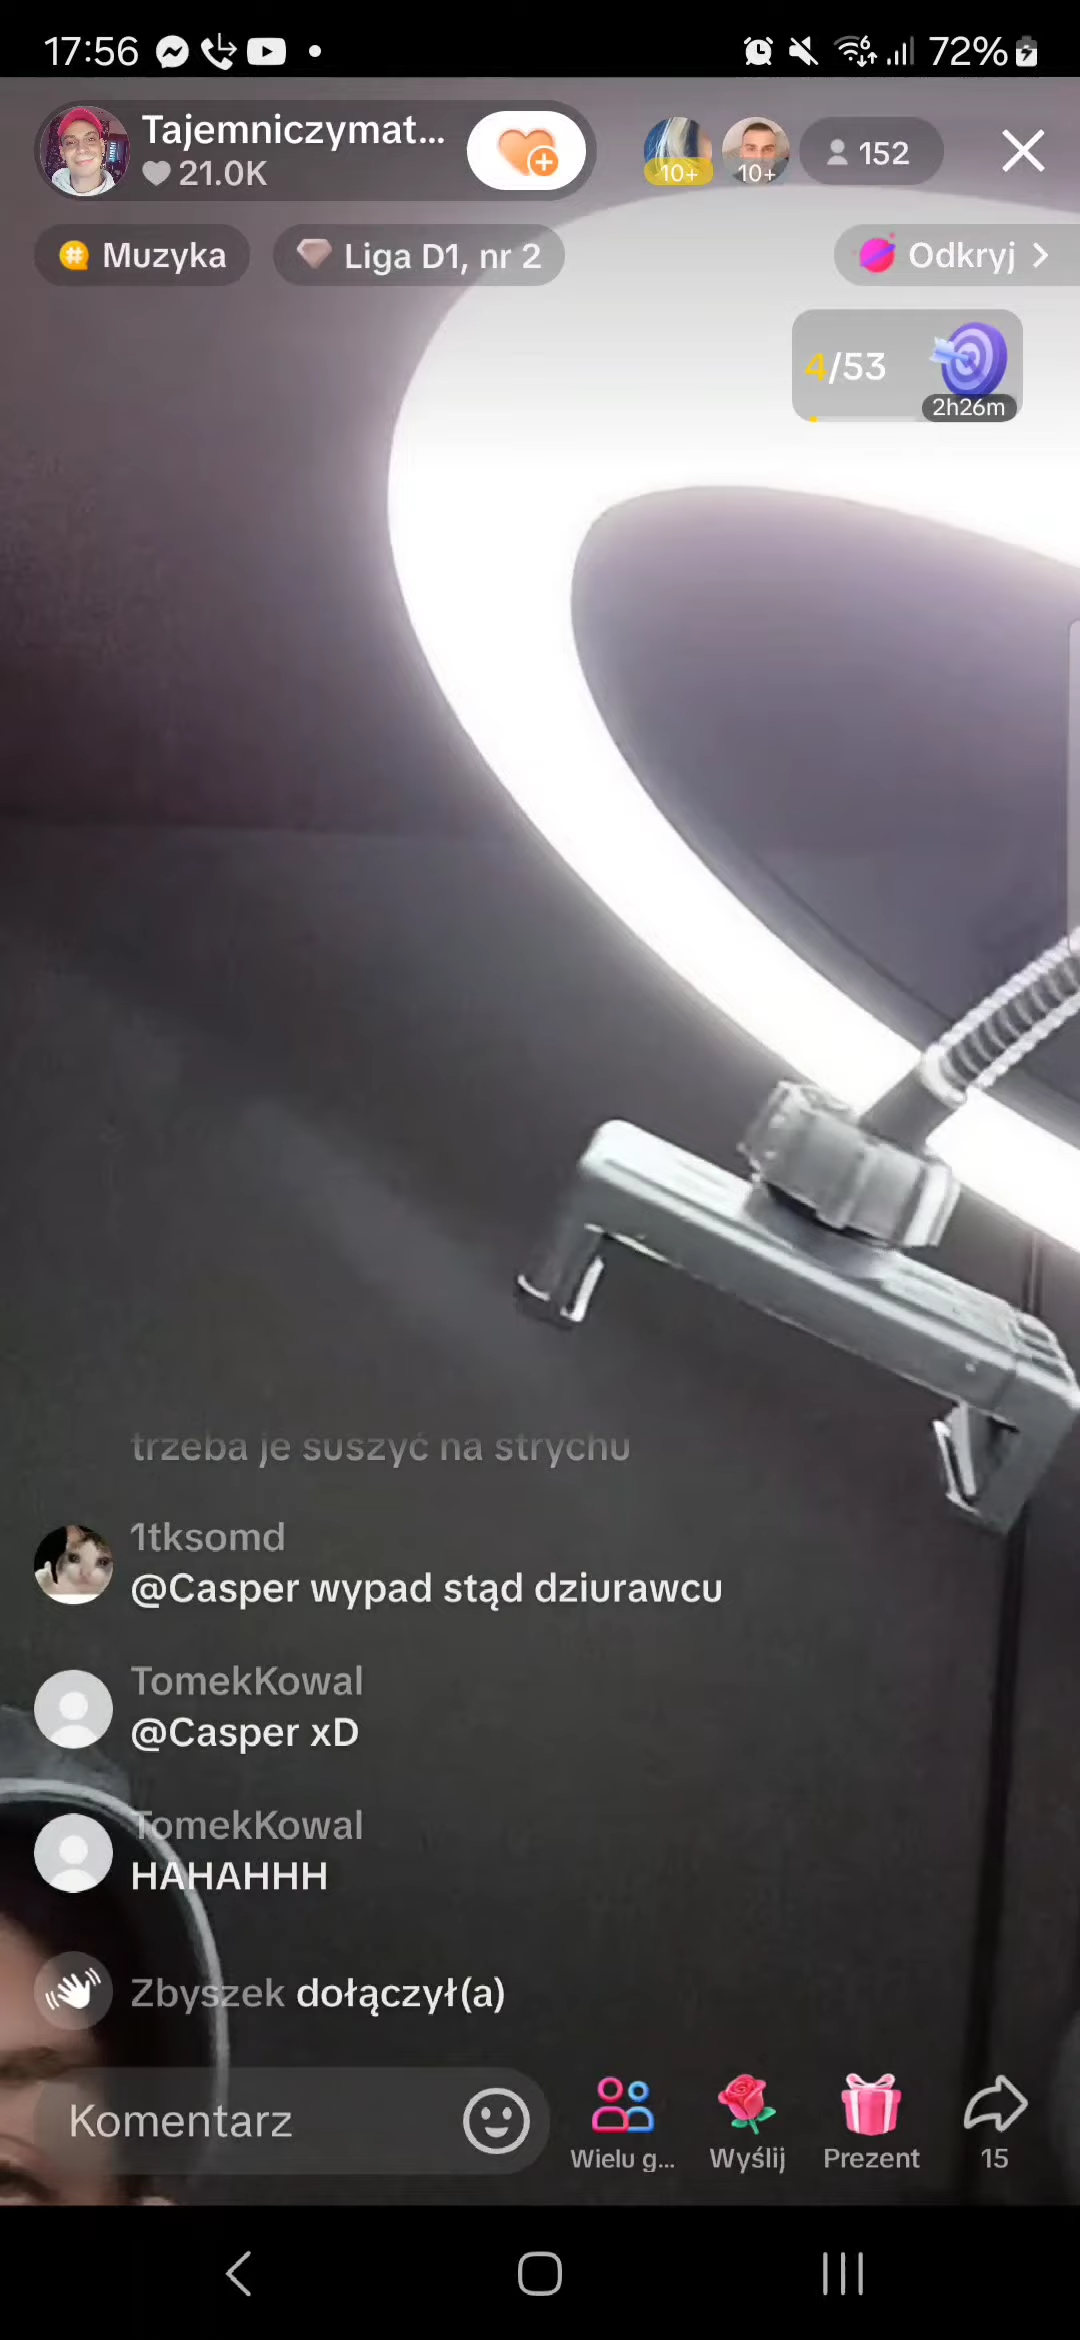 17:56
72%
Tajemniczymat...
21.0K
10+
10+
152
Muzyka
Liga D1, nr 2
Odkryj
4/53
2h26m
trzeba je suszyć na strychu
1tksomd
@Casper wypad stąd dziurawcu
TomekKowal
@Casper xD
TomekKowal
HAHAHHH
Zbyszek dołączył(a)
Komentarz
Wielu g...
Wyślij
Prezent
15